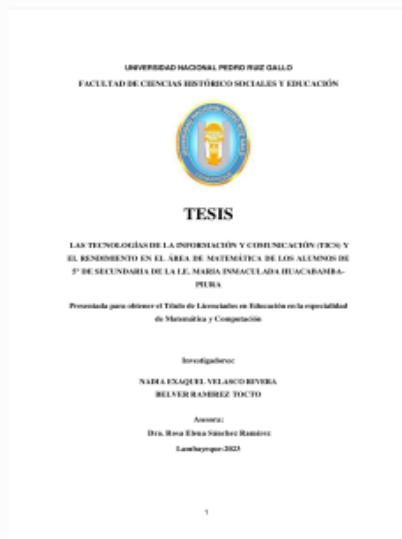 UNIVERSIDAD NACIONAL PEDRO RUIZ GALLO
FACULTAD DE CIENCIAS HISTÓRICO SOCIALES Y EDUCACIÓN
TESIS
LAS TECNOLOGÍAS DE LA INFORMACIÓN Y COMUNICACIÓN (TICS) Y
EL RENDIMIENTO EN EL ÁREA DE MATEMÁTICA DE LOS ALUMNOS DE
5° DE SECUNDARIA DE LA I.E. MARIA INMACULADA HUACABAMBA-
PIURA
Presentada para obtener el Título de Licenciados en Educación en la especialidad
de Matemática y Computación
Investigadores:
NADIA EXAQUEL VELASCO RIVERA
BELVER RAMIREZ TOCTO
Asesora:
Dra. Rosa Elena Sánchez Ramírez
Lambayeque-2023
1